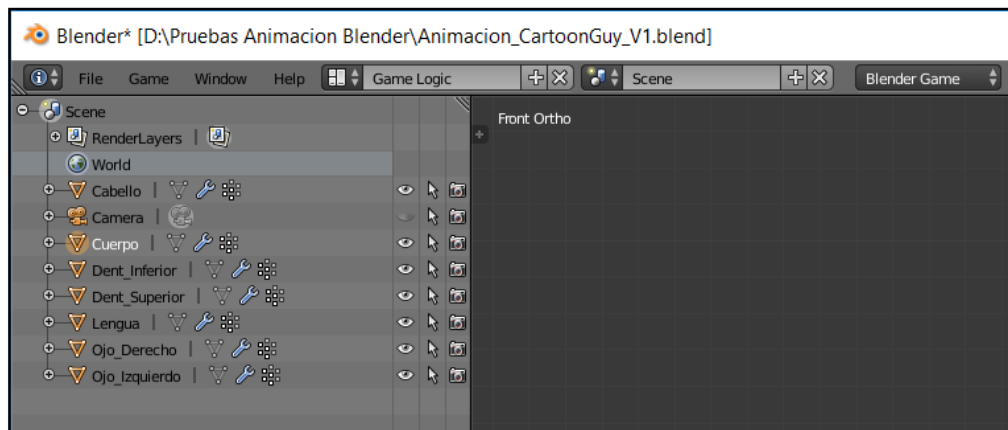 Blender* [D:\Pruebas Animacion Blender\Animacion_CartoonGuy_V1.blend]
File Game Window Help Game Logic Scene Blender Game
Scene
Front Ortho
RenderLayers |
World
Cabello |
Camera |
Cuerpo |
Dent_Inferior |
Dent_Superior |
Lengua |
Ojo_Derecho |
Ojo_Izquierdo |